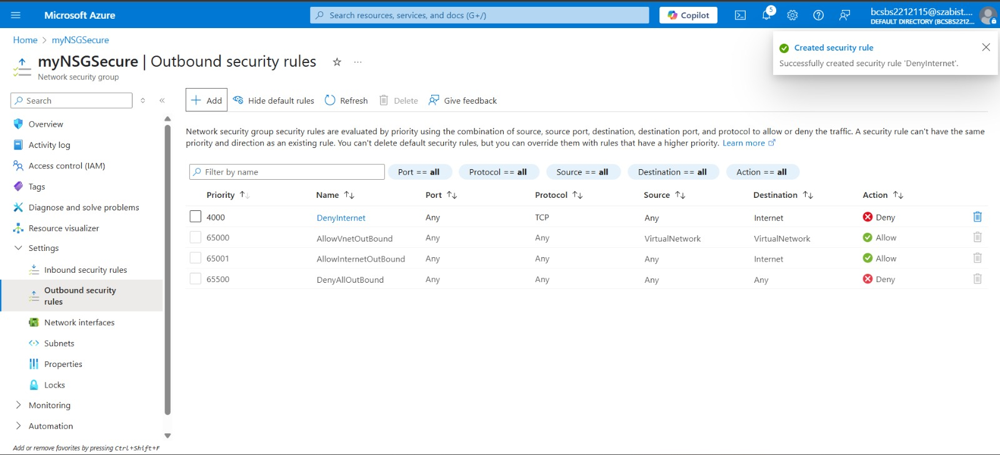 Microsoft Azure
Search resources, services, and docs (G+/)
Copilot
5
bcsbs2212115@szabist....
DEFAULT DIRECTORY (BCSBS2212...
Home > myNSGSecure
Created security rule
Successfully created security rule 'DenyInternet'.
myNSGSecure | Outbound security rules
Network security group
Search
Add
Hide default rules
Refresh
Delete
Give feedback
Overview
Activity log
Access control (IAM)
Tags
Diagnose and solve problems
Resource visualizer
Settings
Inbound security rules
Outbound security
rules
Network interfaces
Subnets
Properties
Locks
Monitoring
Automation
Add or remove favorites by pressing Ctrl+Shift+F
Network security group security rules are evaluated by priority using the combination of source, source port, destination, destination port, and protocol to allow or deny the traffic. A security rule can't have the same
priority and direction as an existing rule. You can't delete default security rules, but you can override them with rules that have a higher priority. Learn more
Filter by name
Port == all
Protocol == all
Source == all
Destination == all
Action == all
Priority Name Port Protocol Source Destination Action
4000 DenyInternet Any TCP Any Internet Deny
65000 AllowVnetOutBound Any Any VirtualNetwork VirtualNetwork Allow
65001 AllowInternetOutBound Any Any Any Internet Allow
65500 DenyAllOutBound Any Any Any Any Deny